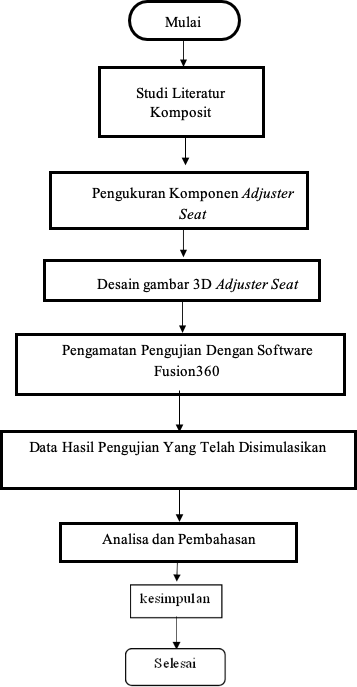 Mulai
Studi Literatur
Komposit
Pengukuran Komponen Adjuster
Seat
Desain gambar 3D Adjuster Seat
Pengamatan Pengujian Dengan Software
Fusion360
Data Hasil Pengujian Yang Telah Disimulasikan
Analisa dan Pembahasan
kesimpulan
Selesai